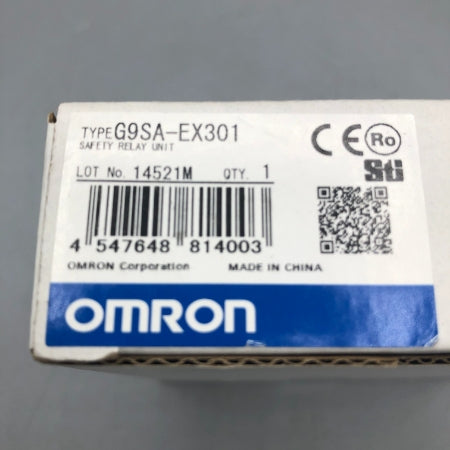 TYPE G9SA-EX301
SAFETY RELAY UNIT
CE Ro
Sti
LOT No. 14521M QTY. 1
4 547648 814003
OMRON Corporation MADE IN CHINA
OMRON